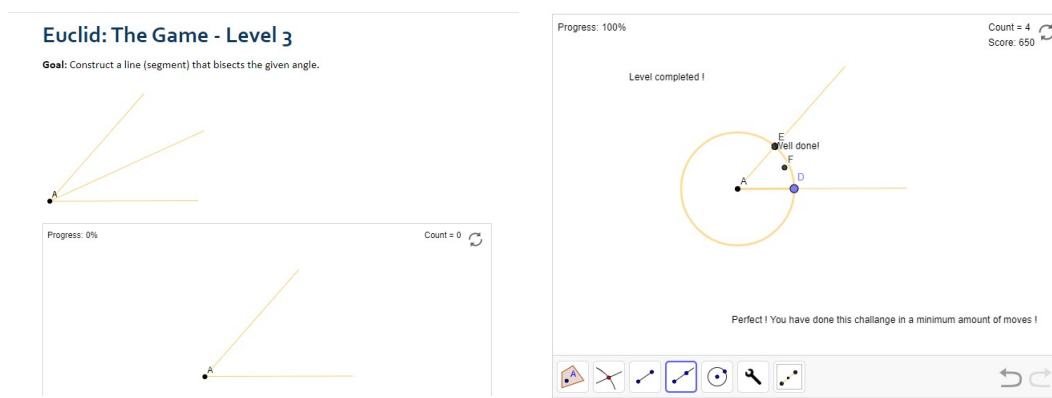 Euclid: The Game - Level 3
Goal: Construct a line (segment) that bisects the given angle.
A
Progress: 0%
Count = 0
A
Progress: 100%
Count = 4
Score: 650
Level completed !
E
Well done!
F
A
D
Perfect ! You have done this challange in a minimum amount of moves !
A